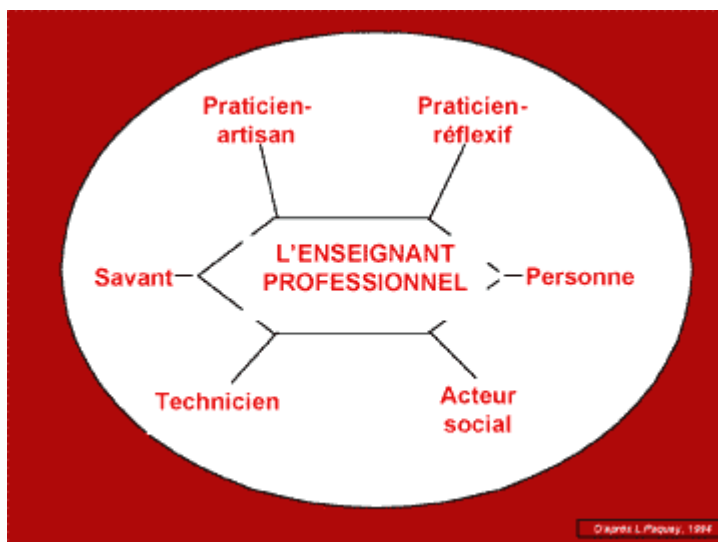 Praticien-
artisan
Praticien-
réflexif
L'ENSEIGNANT
PROFESSIONNEL
Savant
Personne
Technicien
Acteur
social
D'après L.Paquay, 1994